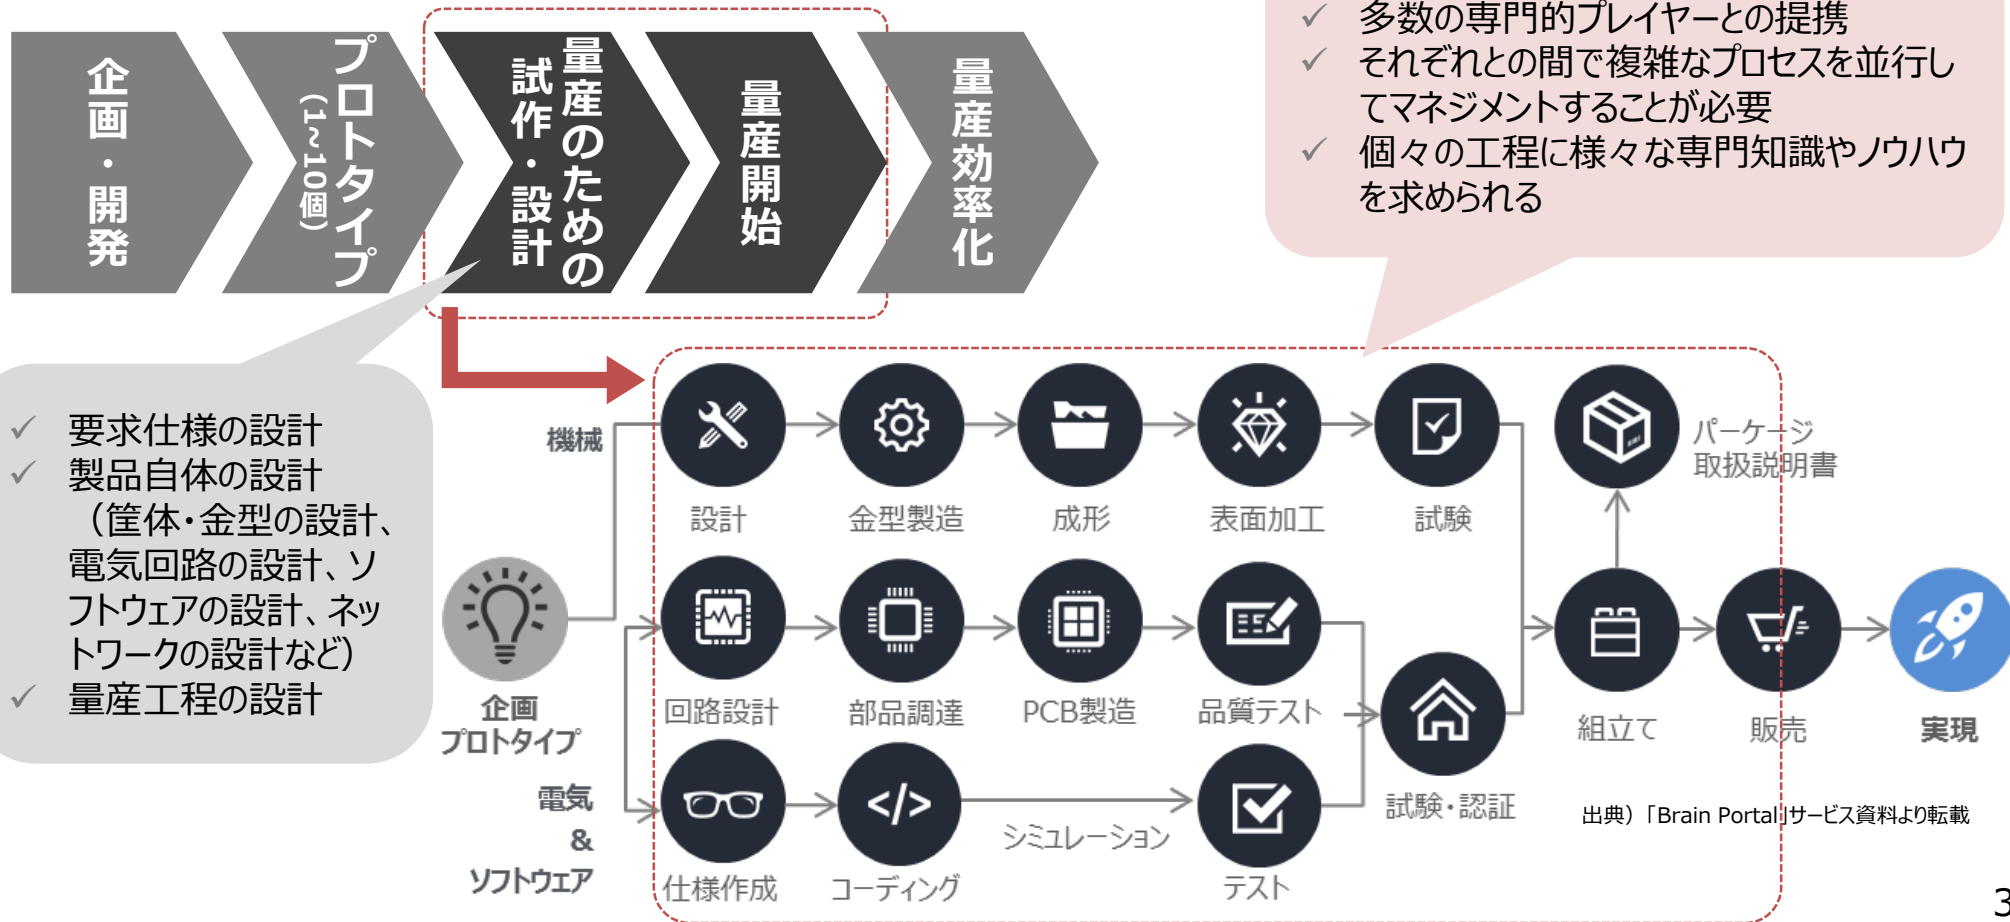 企画・開発
プロトタイプ
(1~10個)
量産のための
試作・設計
量産開始
量産効率化
✓ 多数の専門的プレイヤーとの提携
✓ それぞれとの間で複雑なプロセスを並行し
てマネジメントすることが必要
✓ 個々の工程に様々な専門知識やノウハウ
を求められる
✓ 要求仕様の設計
✓ 製品自体の設計
（筐体・金型の設計、
電気回路の設計、ソ
フトウェアの設計、ネッ
トワークの設計など）
✓ 量産工程の設計
機械
設計
金型製造
成形
表面加工
試験
パッケージ
取扱説明書
企画
プロトタイプ
回路設計
部品調達
PCB製造
品質テスト
試験・認証
組立て
販売
実現
電気
&
ソフトウェア
仕様作成
</>
コーディング
シミュレーション
テスト
出典）「Brain Portal」サービス資料より転載
3